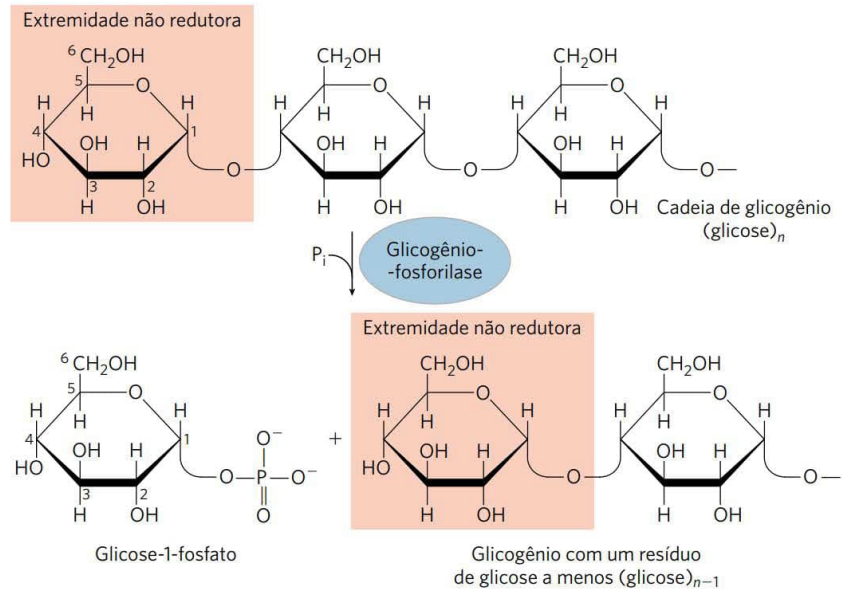 Extremidade não redutora
6 CH2OH
CH2OH
CH2OH
5
O
O
O
H
H
H
H
H
H
H
H
H
4
1
OH
H
OH
H
OH
H
HO
O
O
O
3
2
H
OH
H
OH
H
OH
Cadeia de glicogênio
(glicose)n
Pi
Glicogênio-
-fosforilase
Extremidade não redutora
6 CH2OH
CH2OH
CH2OH
5
O
O
O
H
H
H
H
H
H
H
H
H
4
1
O−
+
OH
H
OH
H
OH
H
HO
O
P
O−
HO
O
O
3
2
O
H
OH
H
OH
H
OH
Glicose-1-fosfato
Glicogênio com um resíduo
de glicose a menos (glicose)n−1